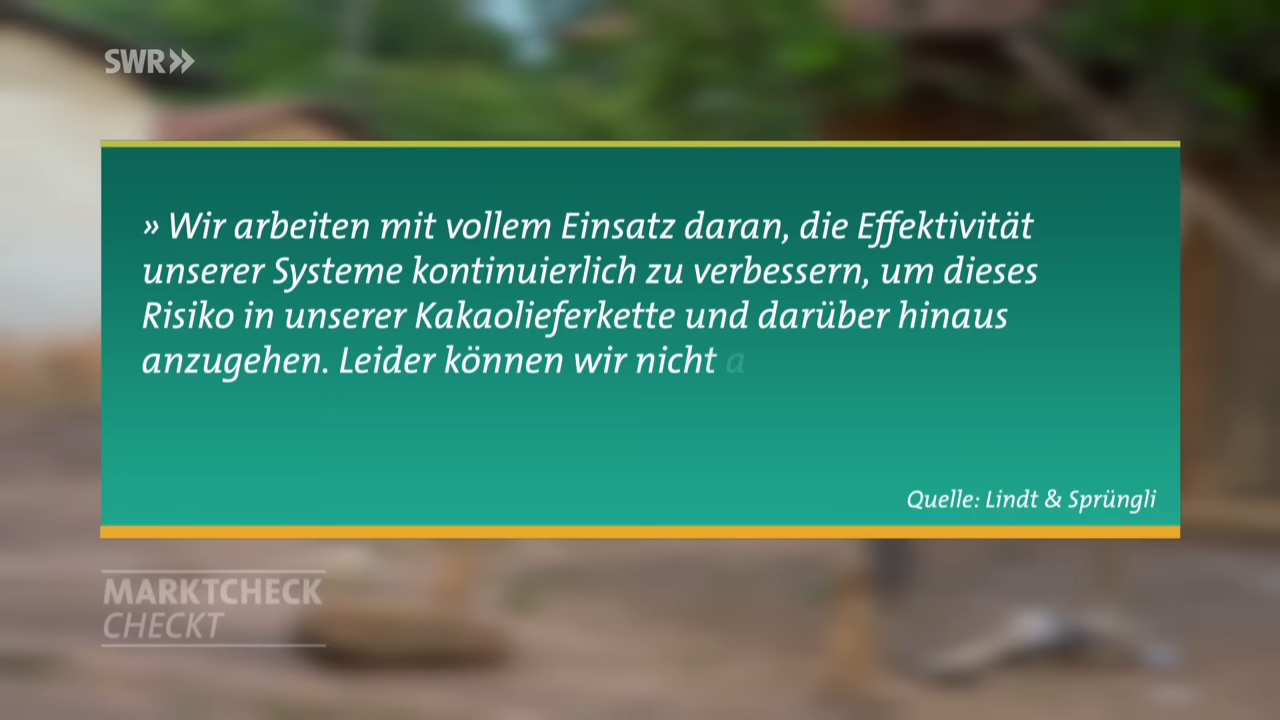 SWR»
» Wir arbeiten mit vollem Einsatz daran, die Effektivität
unserer Systeme kontinuierlich zu verbessern, um dieses
Risiko in unserer Kakaolieferkette und darüber hinaus
anzugehen. Leider können wir nicht a
Quelle: Lindt & Sprüngli
MARKTCHECK
CHECKT